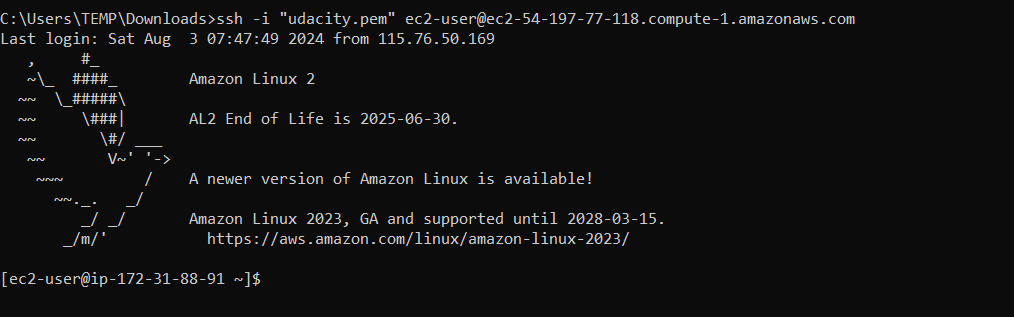 C:\Users\TEMP\Downloads>ssh -i "udacity.pem" ec2-user@ec2-54-197-77-118.compute-1.amazonaws.com
Last login: Sat Aug  3 07:47:49 2024 from 115.76.50.169
   ,     #_
   ~\_  ####_        Amazon Linux 2
  ~~  \_#####\
  ~~     \###|       AL2 End of Life is 2025-06-30.
  ~~       \#/ ___
   ~~       V~' '->
    ~~~         /    A newer version of Amazon Linux is available!
      ~~._.   _/
         _/ _/       Amazon Linux 2023, GA and supported until 2028-03-15.
       _/m/'           https://aws.amazon.com/linux/amazon-linux-2023/
[ec2-user@ip-172-31-88-91 ~]$